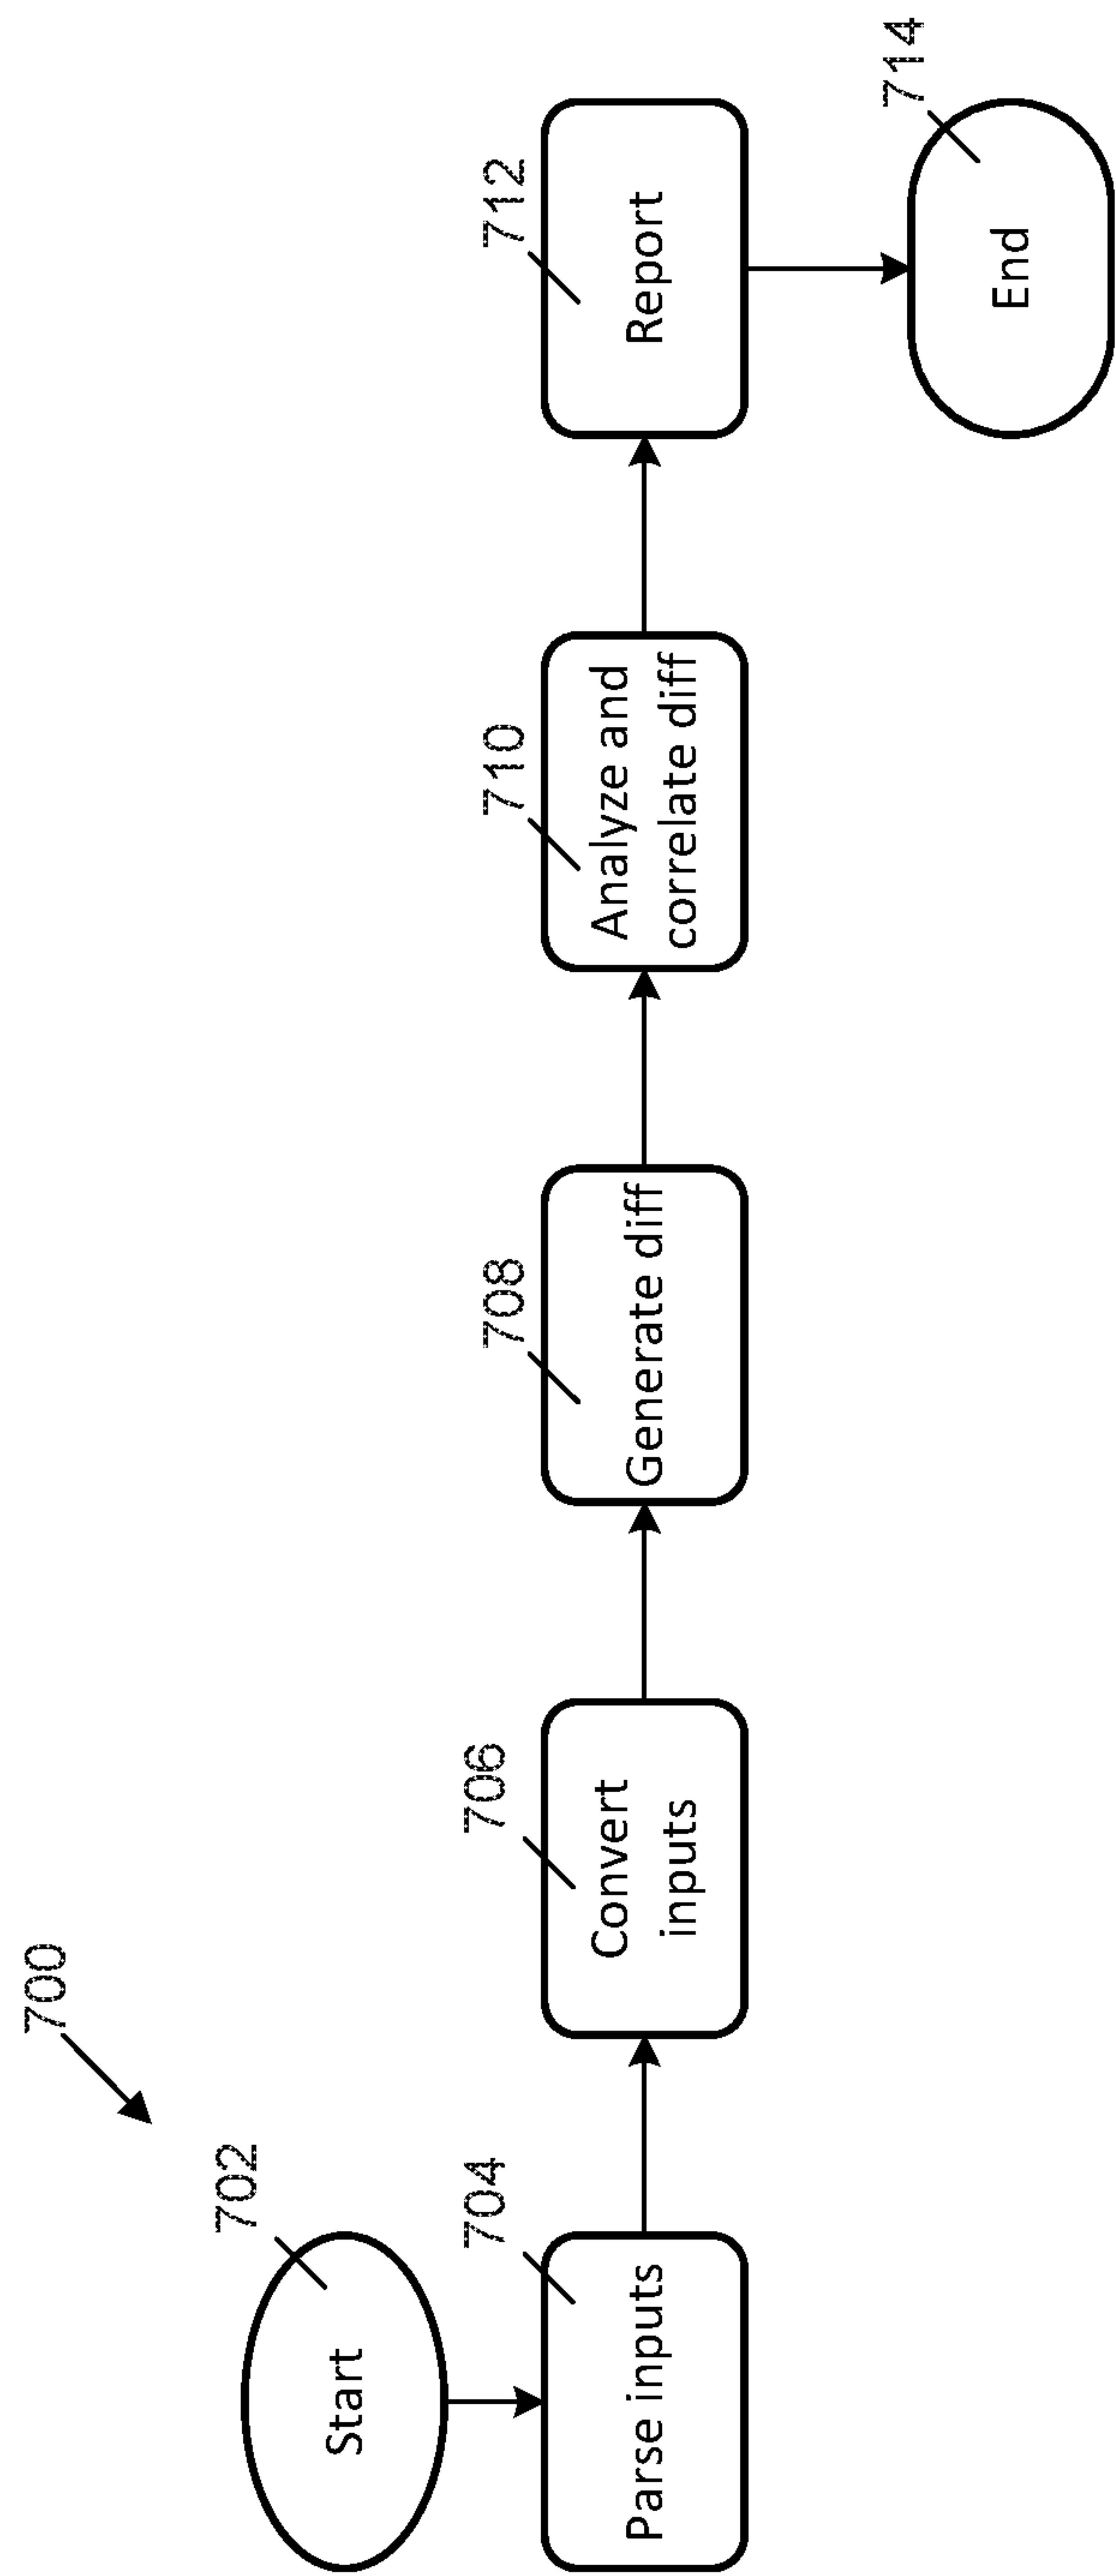 700
702
Start
704
Parse inputs
706
Convert
inputs
708
Generate diff
710
Analyze and
correlate diff
712
Report
714
End